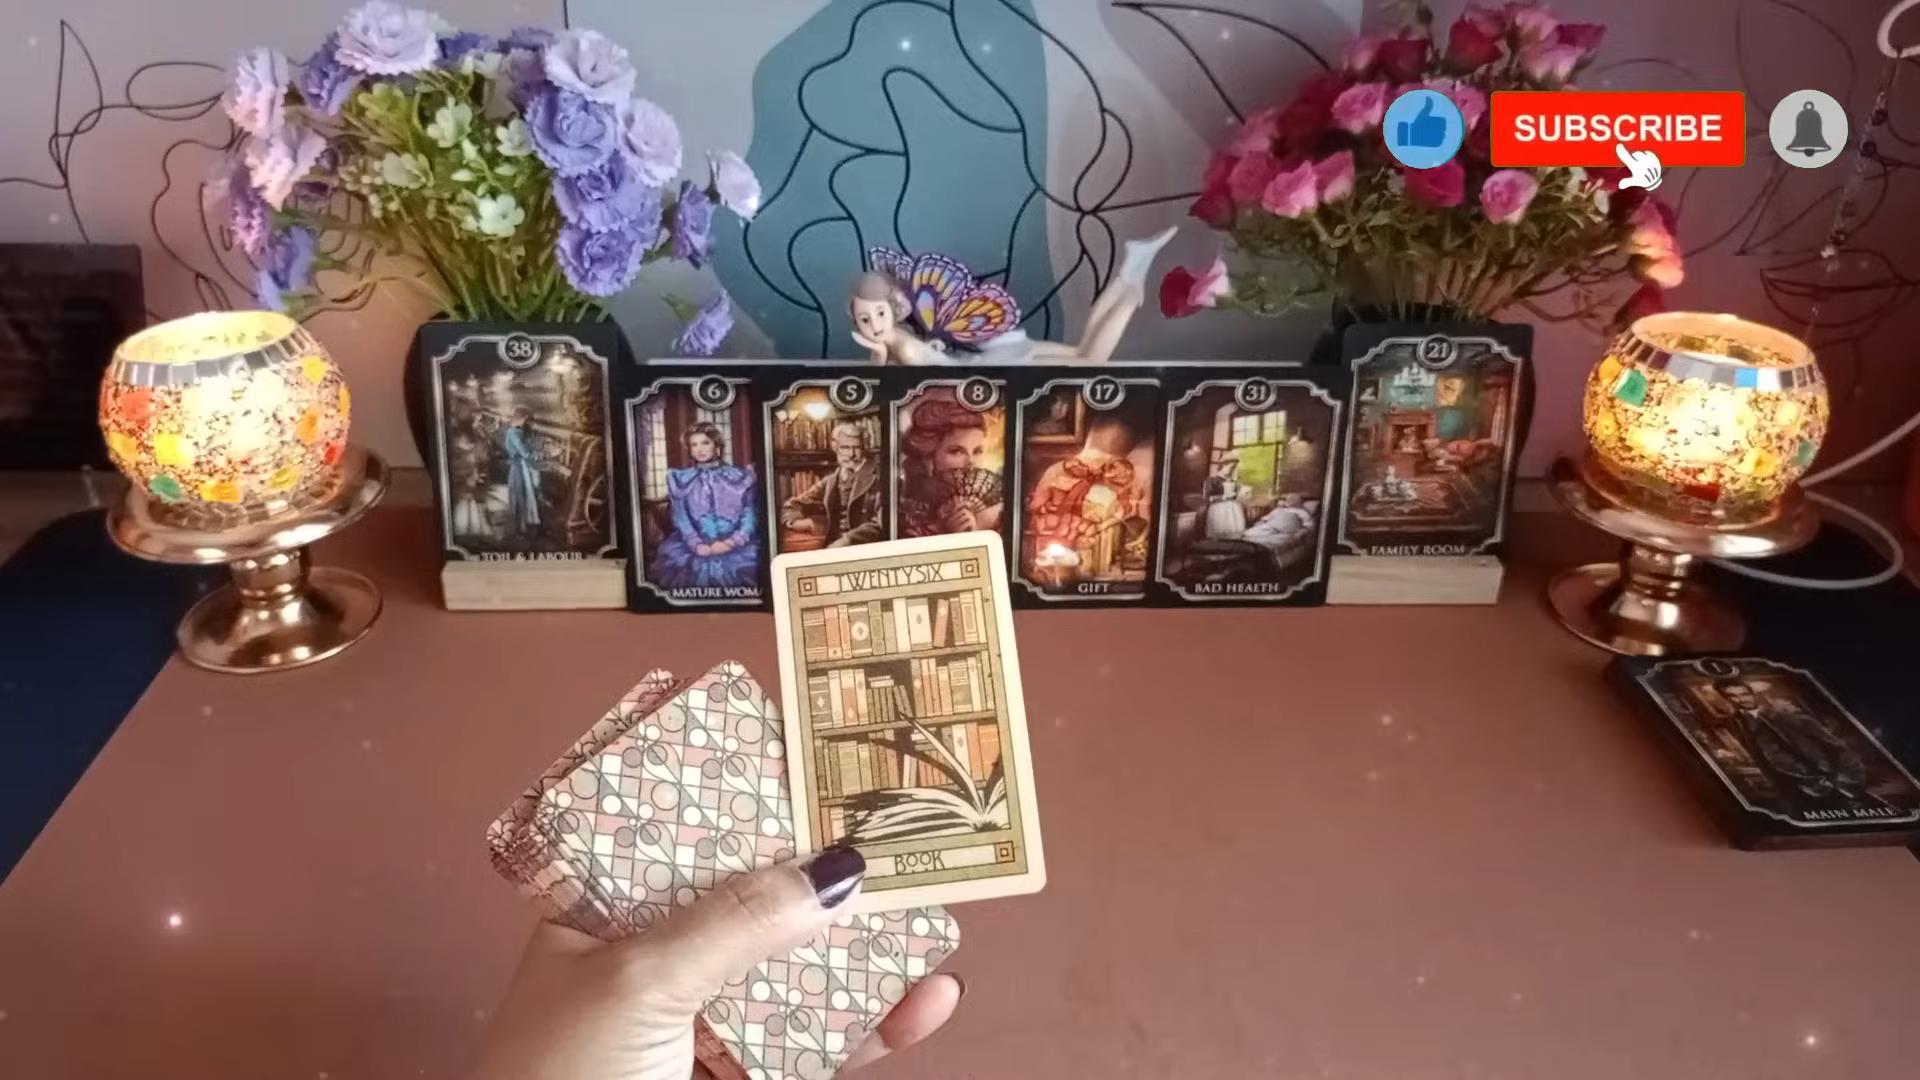 SUBSCRIBE
38
TOIL & LABOUR
6
MATURE WOM
5
8
17
GIFT
31
BAD HEALTH
21
FAMILY ROOM
TWENTYSIX
BOOK
1
MAIN MALE